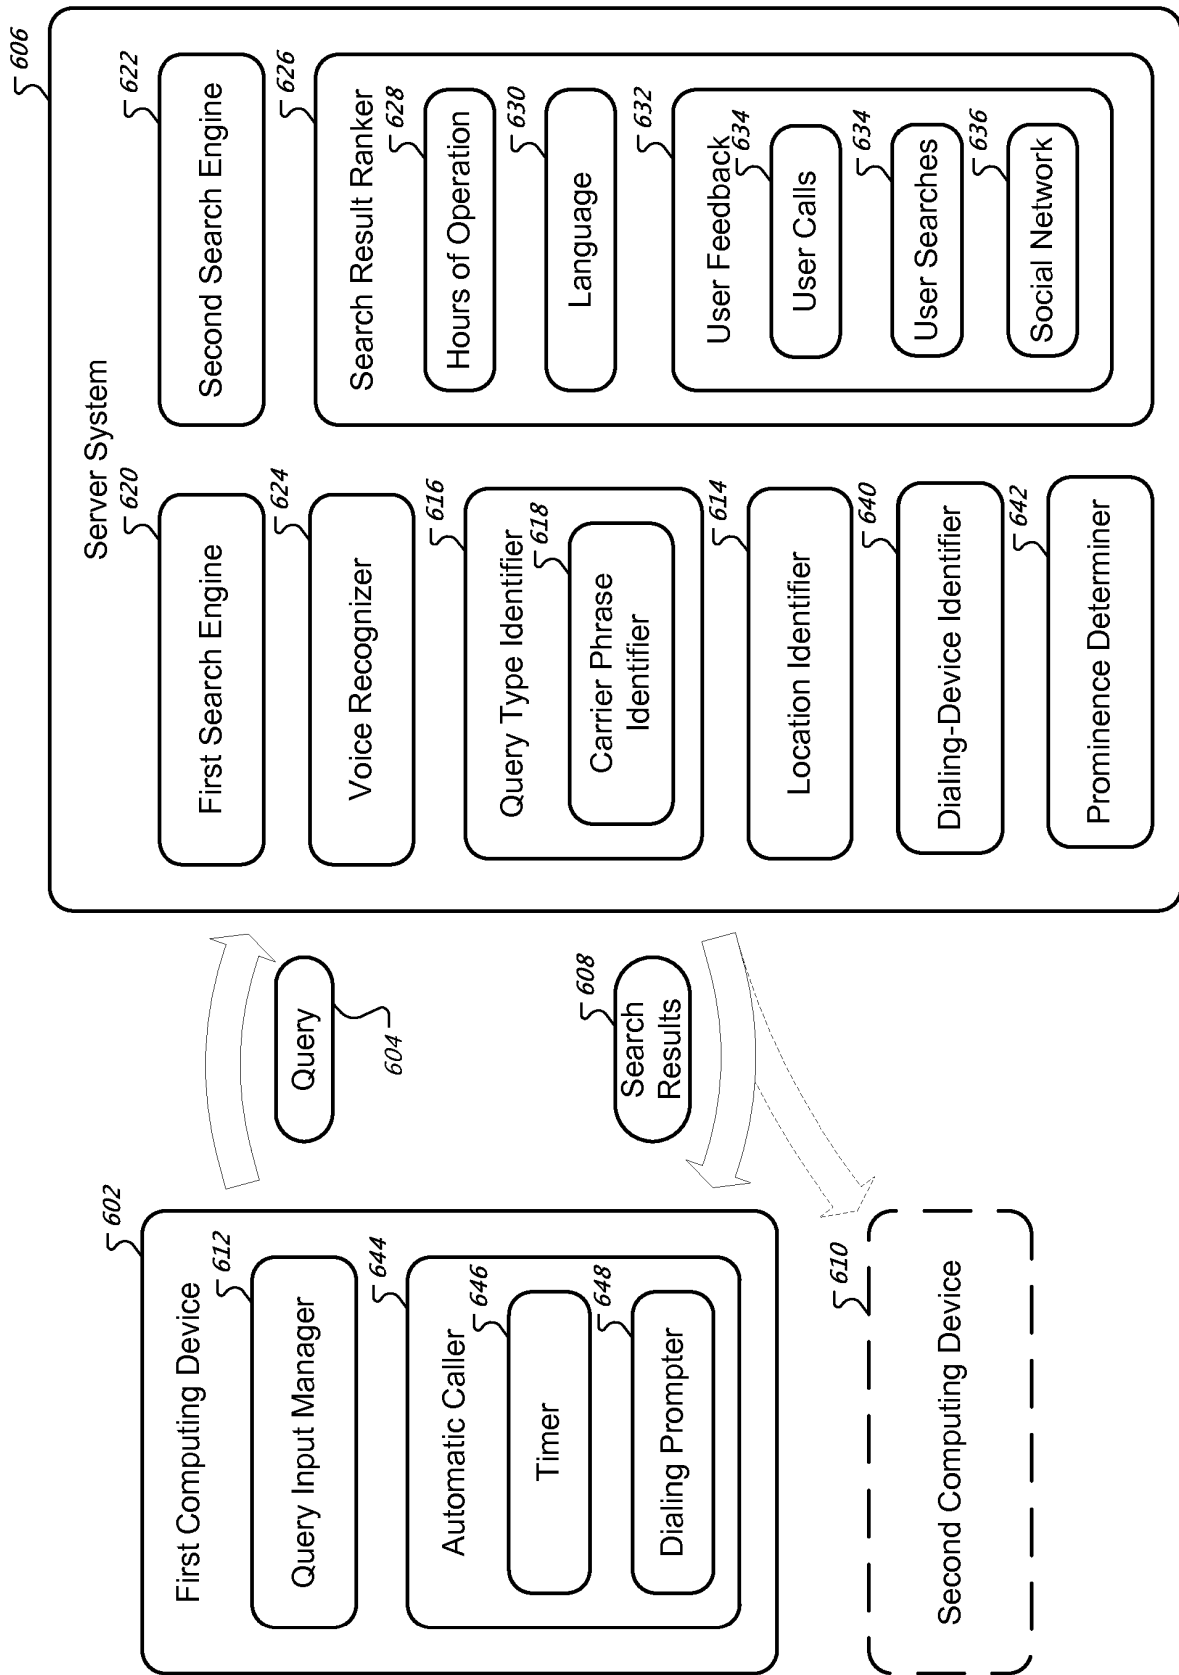 602
First Computing Device
612
Query Input Manager
644
Automatic Caller
646
Timer
648
Dialing Prompter
610
Second Computing Device
Query
604
608
Search
Results
606
Server System
620
First Search Engine
624
Voice Recognizer
616
Query Type Identifier
618
Carrier Phrase
Identifier
614
Location Identifier
640
Dialing-Device Identifier
642
Prominence Determiner
622
Second Search Engine
626
Search Result Ranker
628
Hours of Operation
630
Language
632
User Feedback
634
User Calls
634
User Searches
636
Social Network